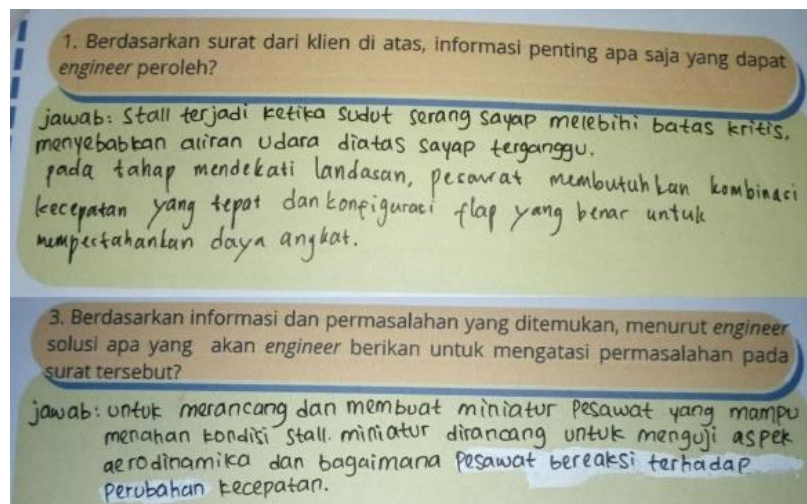 1. Berdasarkan surat dari klien di atas, informasi penting apa saja yang dapat
engineer peroleh?
jawab: Stall terjadi ketika sudut serang sayap melebihi batas kritis,
menyebabkan aliran udara diatas sayap terganggu.
pada tahap mendekati landasan, pesawat membutuhkan kombinasi
kecepatan yang tepat dan konfigurasi flap yang benar untuk
mempertahankan daya angkat.
3. Berdasarkan informasi dan permasalahan yang ditemukan, menurut engineer
solusi apa yang akan engineer berikan untuk mengatasi permasalahan pada
surat tersebut?
jawab: untuk merancang dan membuat miniatur pesawat yang mampu
menahan kondisi stall. miniatur dirancang untuk menguji aspek
aerodinamika dan bagaimana pesawat bereaksi terhadap
perubahan kecepatan.